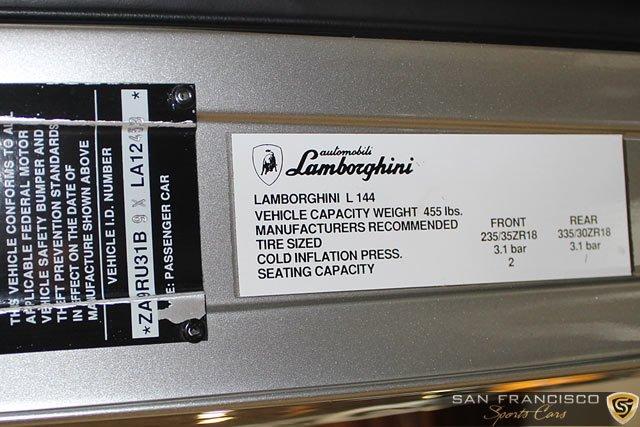 THIS VEHICLE CONFORMS TO
APPLICABLE FEDERAL MOTOR
VEHICLE SAFETY BUMPER AND
THEFT PREVENTION STANDARDS
IN EFFECT ON THE DATE OF
MANUFACTURE SHOWN ABOVE
VEHICLE I.D. NUMBER
PASSENGER CAR
automobili
Lamborghini
LAMBORGHINI L 144
VEHICLE CAPACITY WEIGHT 455 lbs.
MANUFACTURERS RECOMMENDED FRONT REAR
TIRE SIZED 235/35ZR18 335/30ZR18
COLD INFLATION PRESS. 3.1 bar 3.1 bar
SEATING CAPACITY 2 /
SAN FRANCISCO
Sports Cars